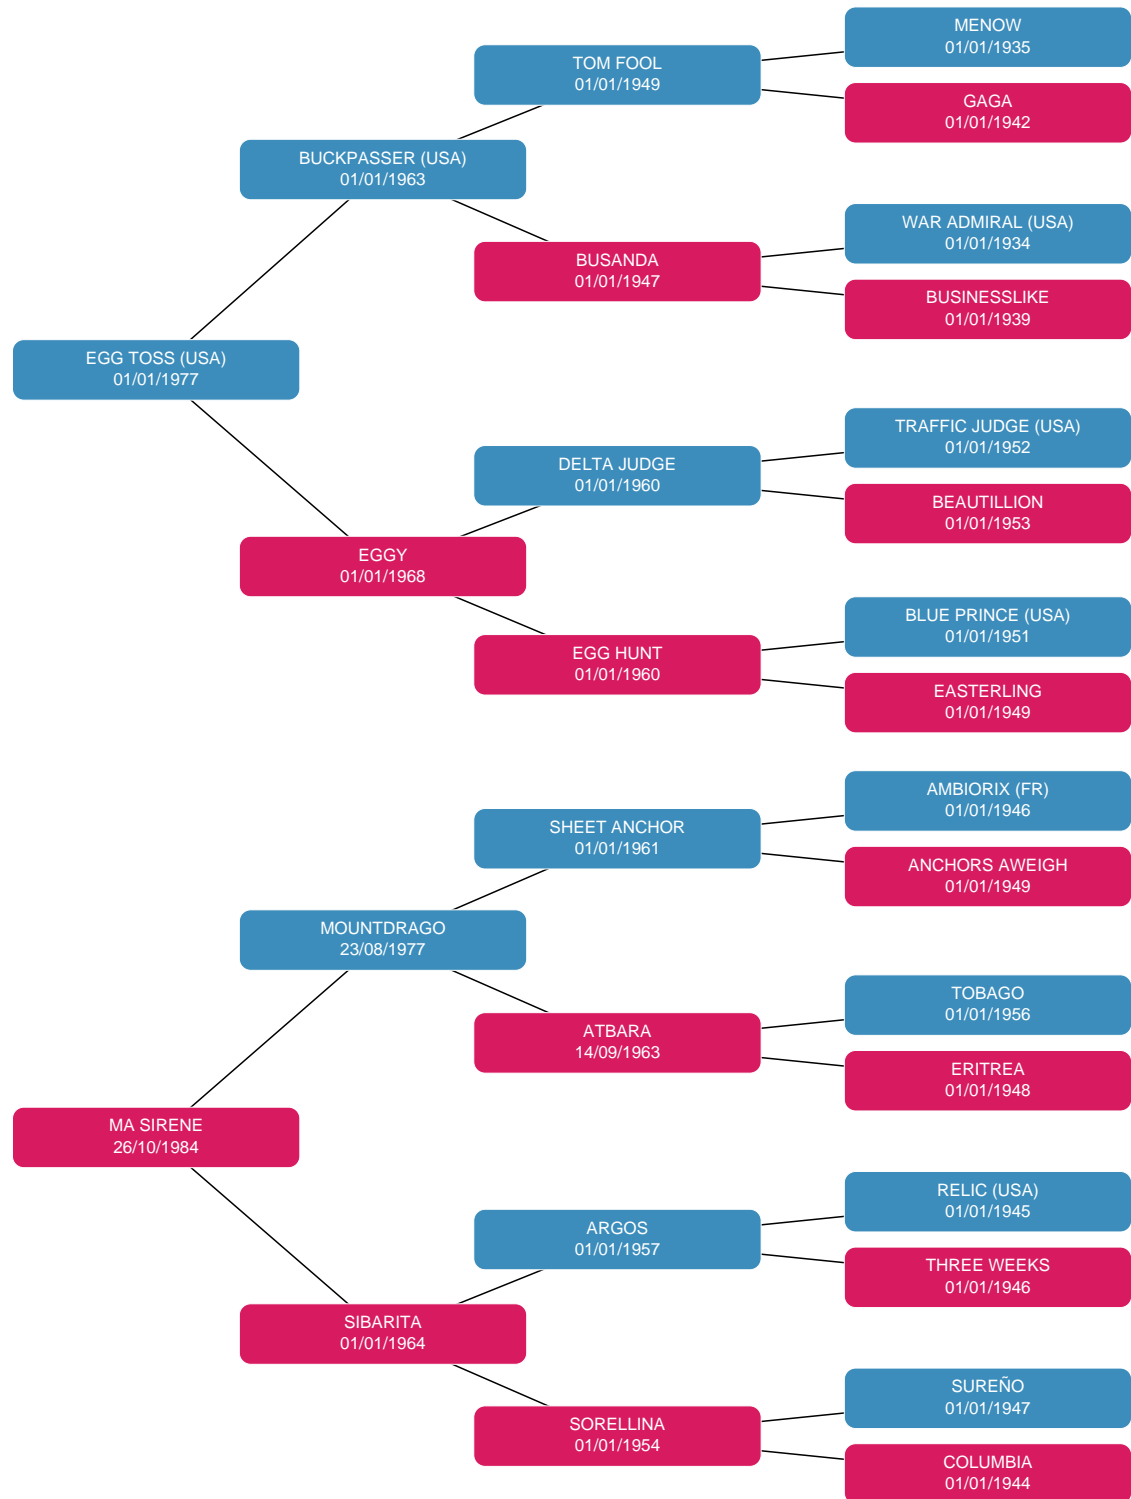 MENOW
01/01/1935
TOM FOOL
01/01/1949
GAGA
01/01/1942
BUCKPASSER (USA)
01/01/1963
WAR ADMIRAL (USA)
01/01/1934
BUSANDA
01/01/1947
BUSINESSLIKE
01/01/1939
EGG TOSS (USA)
01/01/1977
TRAFFIC JUDGE (USA)
01/01/1952
DELTA JUDGE
01/01/1960
BEAUTILLION
01/01/1953
EGGY
01/01/1968
BLUE PRINCE (USA)
01/01/1951
EGG HUNT
01/01/1960
EASTERLING
01/01/1949
AMBIORIX (FR)
01/01/1946
SHEET ANCHOR
01/01/1961
ANCHORS AWEIGH
01/01/1949
MOUNTDRAGO
23/08/1977
TOBAGO
01/01/1956
ATBARA
14/09/1963
ERITREA
01/01/1948
MA SIRENE
26/10/1984
RELIC (USA)
01/01/1945
ARGOS
01/01/1957
THREE WEEKS
01/01/1946
SIBARITA
01/01/1964
SUREÑO
01/01/1947
SORELLINA
01/01/1954
COLUMBIA
01/01/1944